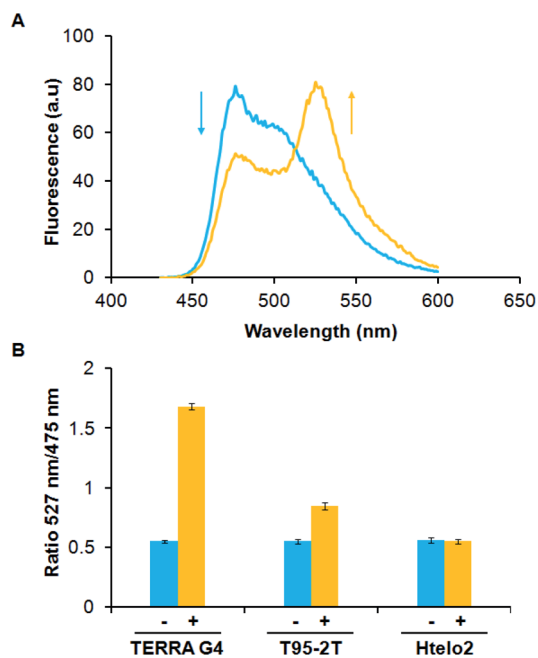 A
Fluorescence (a.u)
100
80
60
40
20
0
400 450 500 550 600 650
Wavelength (nm)
B
Ratio 527 nm/475 nm
2
1.5
1
0.5
0
- + - + - +
TERRA G4 T95-2T Htelo2